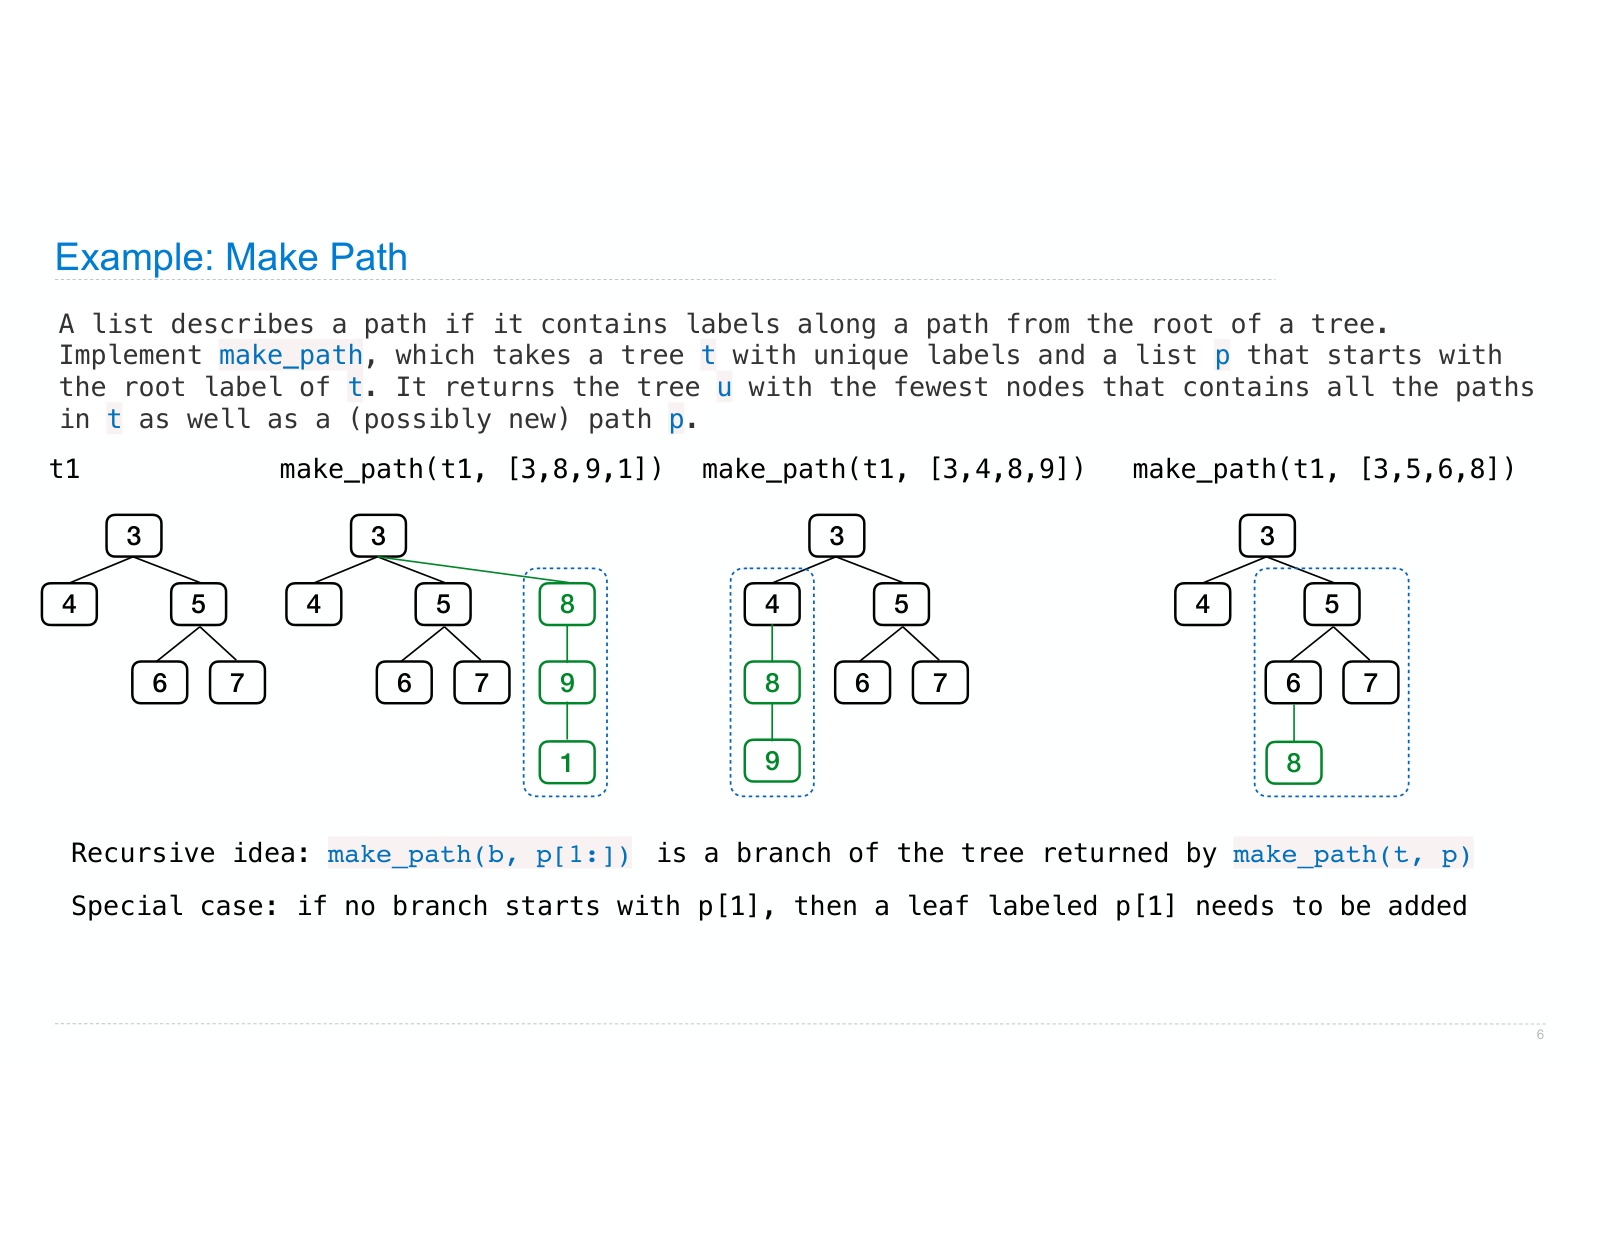 Example: Make Path
A list describes a path if it contains labels along a path from the root of a tree.
Implement make_path, which takes a tree t with unique labels and a list p that starts with
the root label of t. It returns the tree u with the fewest nodes that contains all the paths
in t as well as a (possibly new) path p.
t1 make_path(t1, [3,8,9,1]) make_path(t1, [3,4,8,9]) make_path(t1, [3,5,6,8])
3 3 3 3
4 5 4 5 8 4 5 4 5
6 7 6 7 9 8 6 7 6 7
1 9 8
Recursive idea: make_path(b, p[1:]) is a branch of the tree returned by make_path(t, p)
Special case: if no branch starts with p[1], then a leaf labeled p[1] needs to be added
6